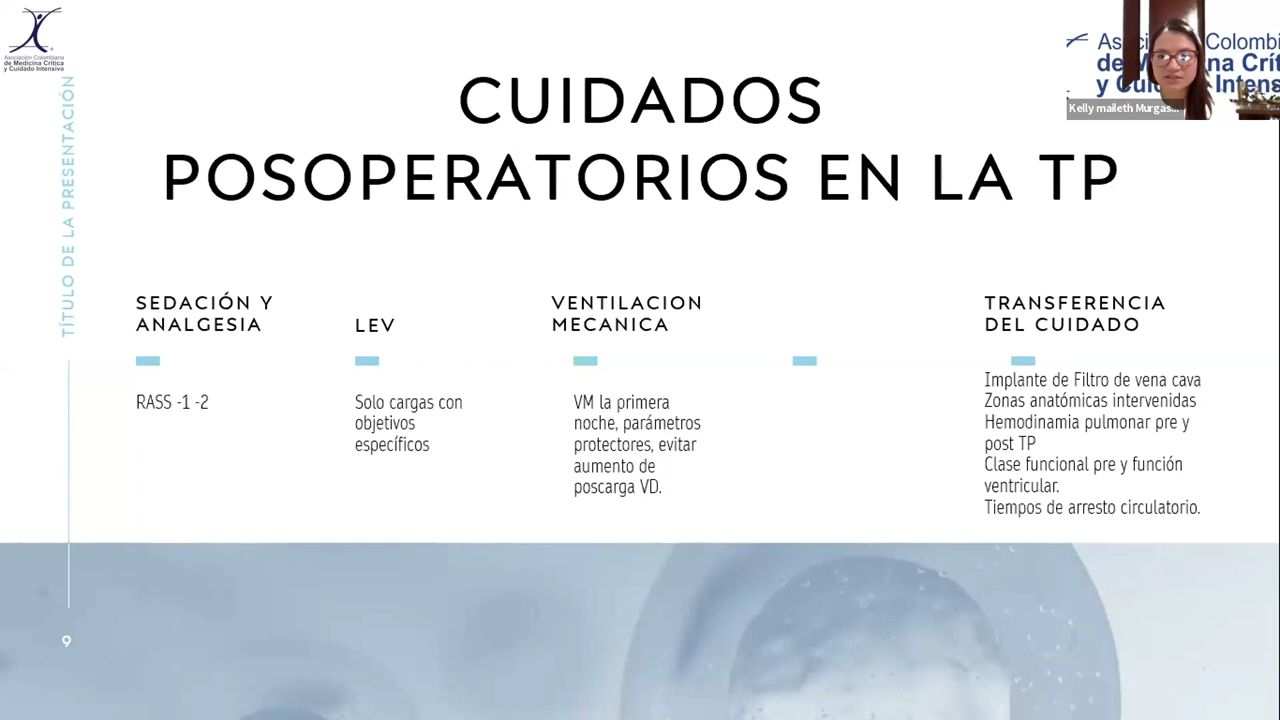 Asociación Colombiana
de Medicina Crítica
y Cuidado Intensivo
TÍTULO DE LA PRESENTACIÓN
CUIDADOS
POSOPERATORIOS EN LA TP
Kelly maileth Murgas...
SEDACIÓN Y
ANALGESIA
RASS -1 -2
LEV
Solo cargas con
objetivos
específicos
VENTILACION
MECANICA
VM la primera
noche, parámetros
protectores, evitar
aumento de
poscarga VD.
TRANSFERENCIA
DEL CUIDADO
Implante de Filtro de vena cava
Zonas anatómicas intervenidas
Hemodinamia pulmonar pre y
post TP
Clase funcional pre y función
ventricular.
Tiempos de arresto circulatorio.
9